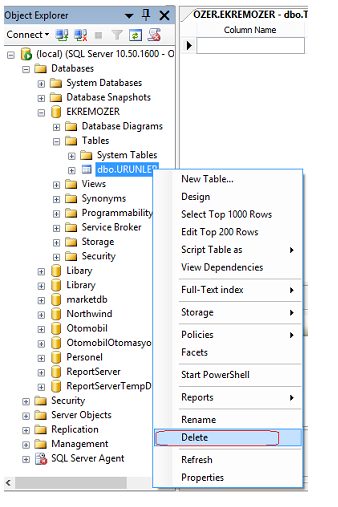 Object Explorer
OZER.EKREMOZER - dbo.T
Connect
Column Name
(local) (SQL Server 10.50.1600 - O
Databases
System Databases
Database Snapshots
EKREMOZER
Database Diagrams
Tables
System Tables
dbo.URUNLER
Views
Synonyms
Programmability
Service Broker
Storage
Security
Libary
Library
marketdb
Northwind
Otomobil
OtomobilOtomasyo
Personel
ReportServer
ReportServerTempD
Security
Server Objects
Replication
Management
SQL Server Agent
New Table...
Design
Select Top 1000 Rows
Edit Top 200 Rows
Script Table as
View Dependencies
Full-Text index
Storage
Policies
Facets
Start PowerShell
Reports
Rename
Delete
Refresh
Properties